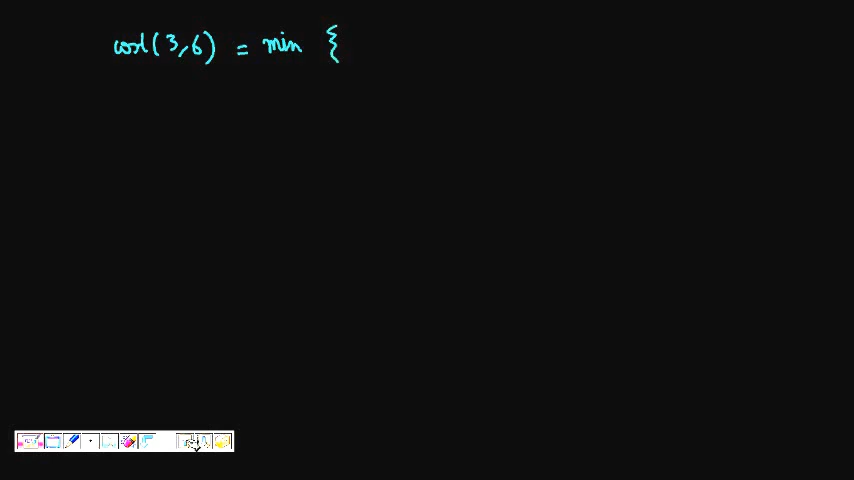 cost(3,6) = min {